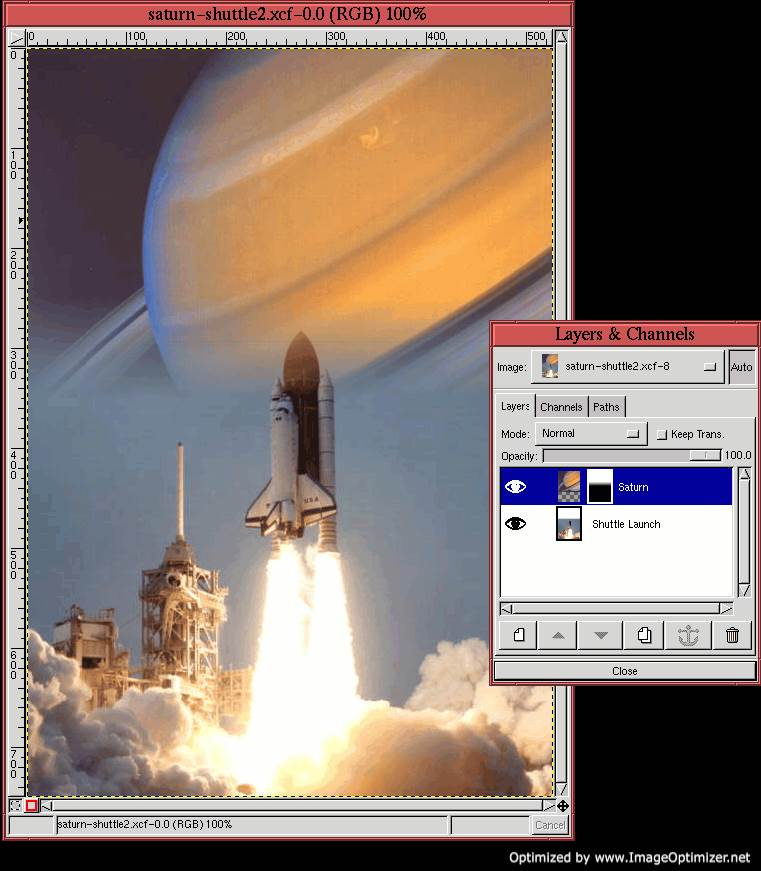 saturn-shuttle2.xcf-0.0 (RGB) 100%
0 100 200 300 400 500
0
100
200
300
400
500
600
700
USA
Layers & Channels
Image: saturn-shuttle2.xcf-8 Auto
Layers Channels Paths
Mode: Normal Keep Trans.
Opacity: 100.0
Saturn
Shuttle Launch
Close
saturn-shuttle2.xcf-0.0 (RGB) 100% Cancel
Optimized by www.ImageOptimizer.net